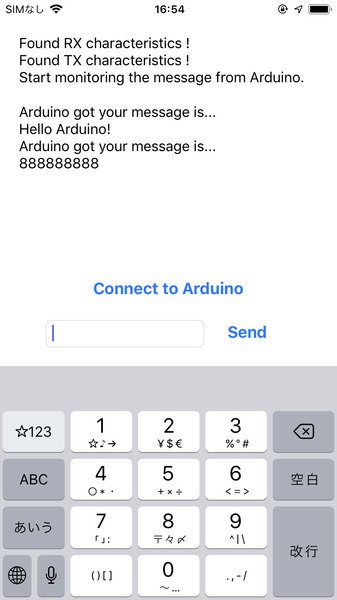 SIMなし 16:54
Found RX characteristics !
Found TX characteristics !
Start monitoring the message from Arduino.
Arduino got your message is...
Hello Arduino!
Arduino got your message is...
888888888
Connect to Arduino
Send
☆123 1 2 3
☆♪→ ¥$€ %°#
ABC 4 5 6 空白
○*・ +×÷ <=>
あいう 7 8 9 改行
「」: 〒々〆 ^|\
()[] 0 .,-/
〜…